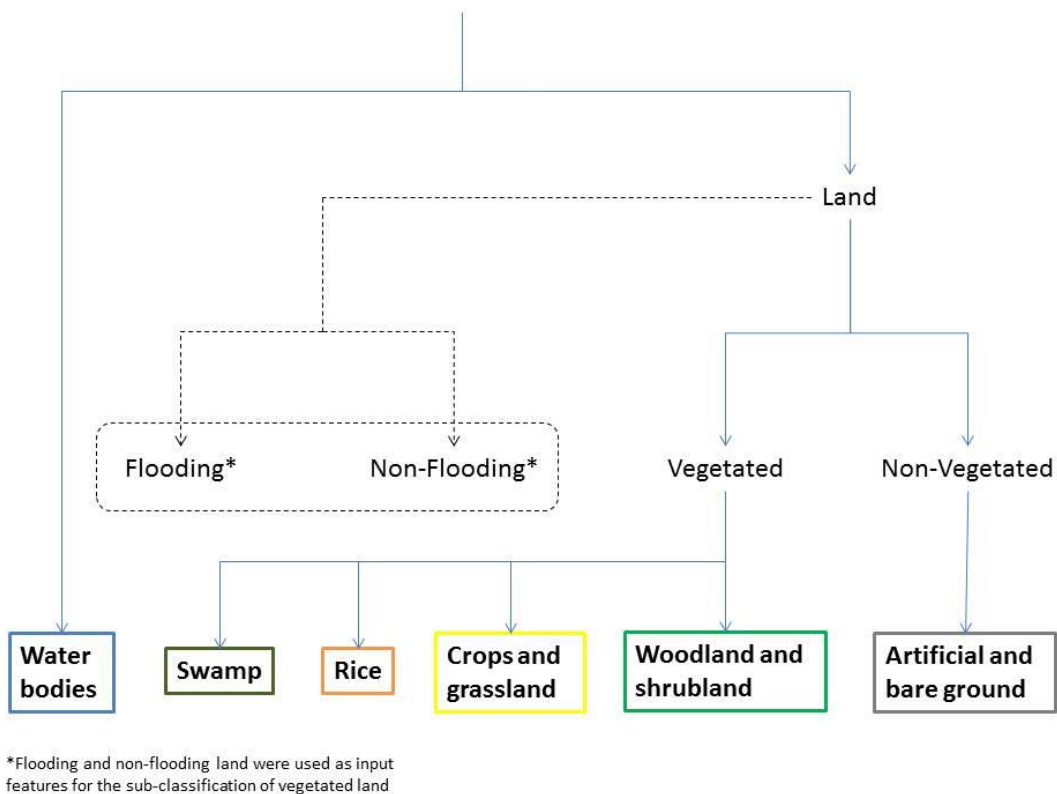 Land
Flooding*
Non-Flooding*
Vegetated
Non-Vegetated
Water
bodies
Swamp
Rice
Crops and
grassland
Woodland and
shrubland
Artificial and
bare ground
*Flooding and non-flooding land were used as input
features for the sub-classification of vegetated land